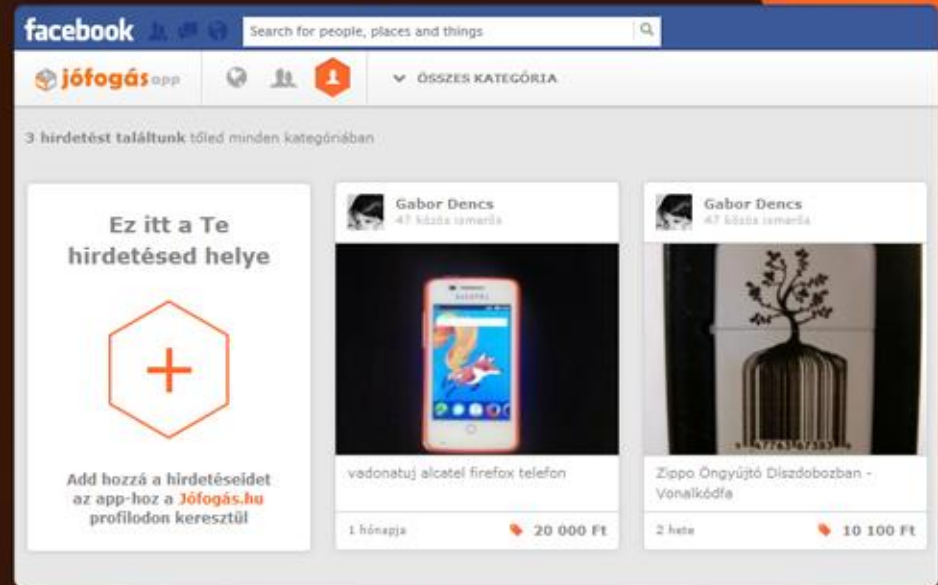 facebook
Search for people, places and things
jófogás app
ÖSSZES KATEGÓRIA
3 hirdetést találtunk tőled minden kategóriában
Ez itt a Te
hirdetésed helye
+
Add hozzá a hirdetéseidet
az app-hoz a Jófogás.hu
profilodon keresztül
Gabor Dencs
47 közös ismerős
ALCATEL
vadonatuj alcatel firefox telefon
1 hónapja
20 000 Ft
Gabor Dencs
47 közös ismerős
Zippo Öngyújtó Díszdobozban -
Vonalkódfa
2 hete
10 100 Ft